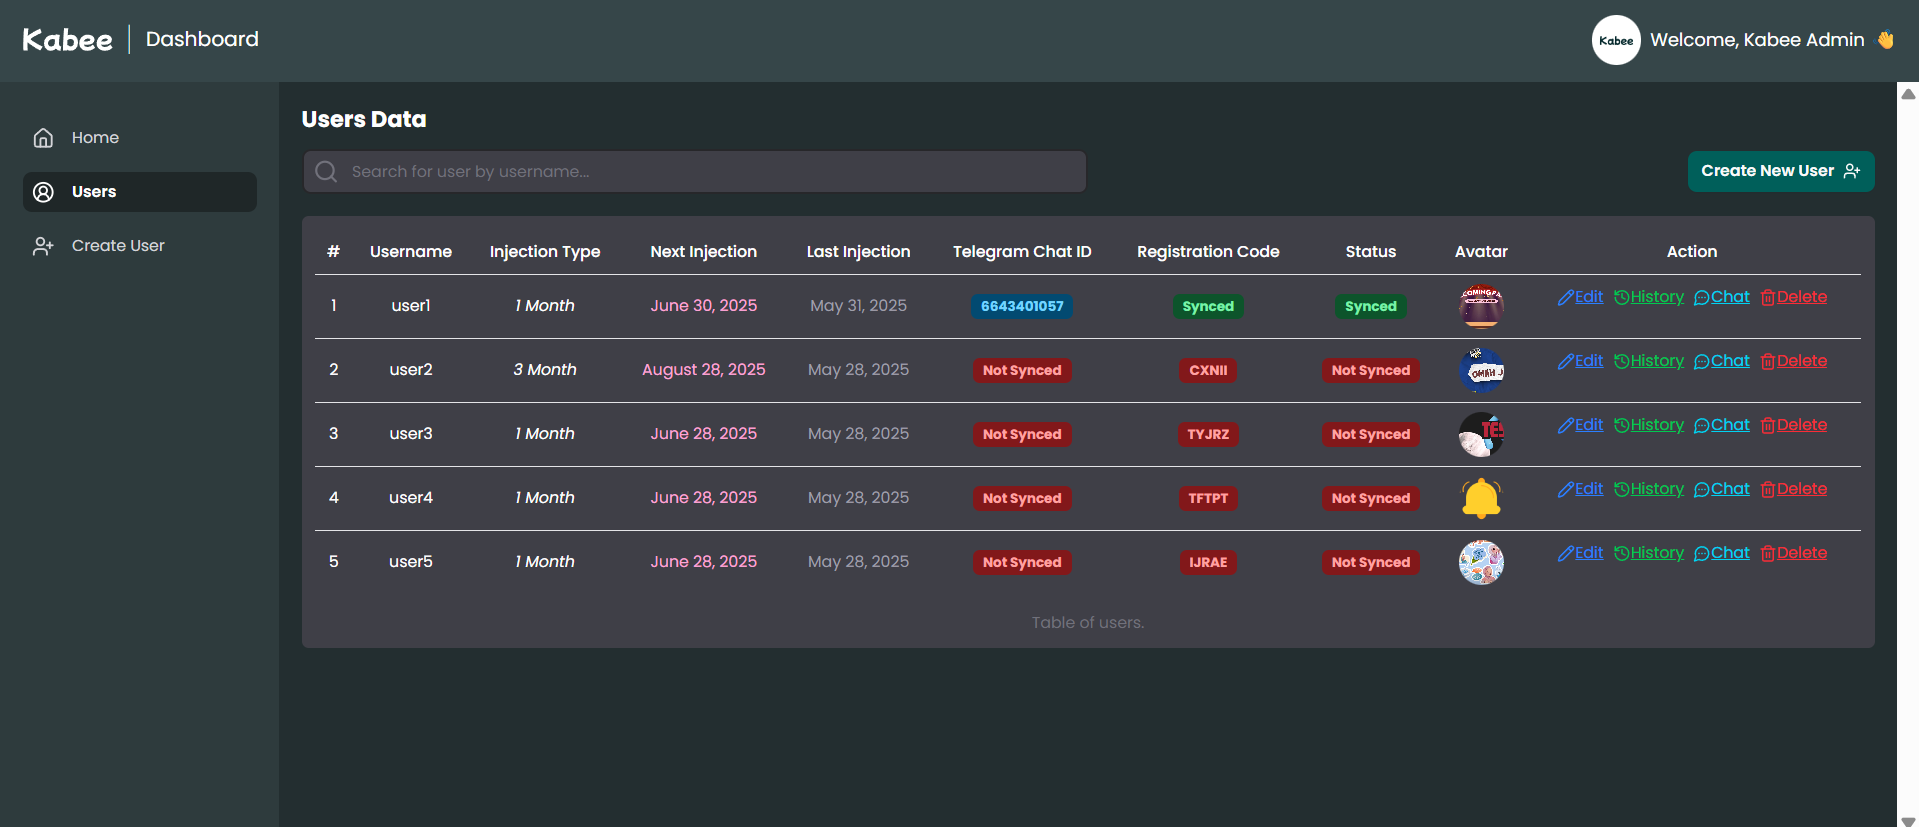 Kabee | Dashboard
Kabee Welcome, Kabee Admin 👋
Home
Users
Create User
Users Data
Search for user by username...
Create New User
# Username Injection Type Next Injection Last Injection Telegram Chat ID Registration Code Status Avatar Action
1 user1 1 Month June 30, 2025 May 31, 2025 6643401057 Synced Synced Edit History Chat Delete
2 user2 3 Month August 28, 2025 May 28, 2025 Not Synced CXNII Not Synced Edit History Chat Delete
3 user3 1 Month June 28, 2025 May 28, 2025 Not Synced TYJRZ Not Synced Edit History Chat Delete
4 user4 1 Month June 28, 2025 May 28, 2025 Not Synced TFTPT Not Synced Edit History Chat Delete
5 user5 1 Month June 28, 2025 May 28, 2025 Not Synced IJRAE Not Synced Edit History Chat Delete
Table of users.